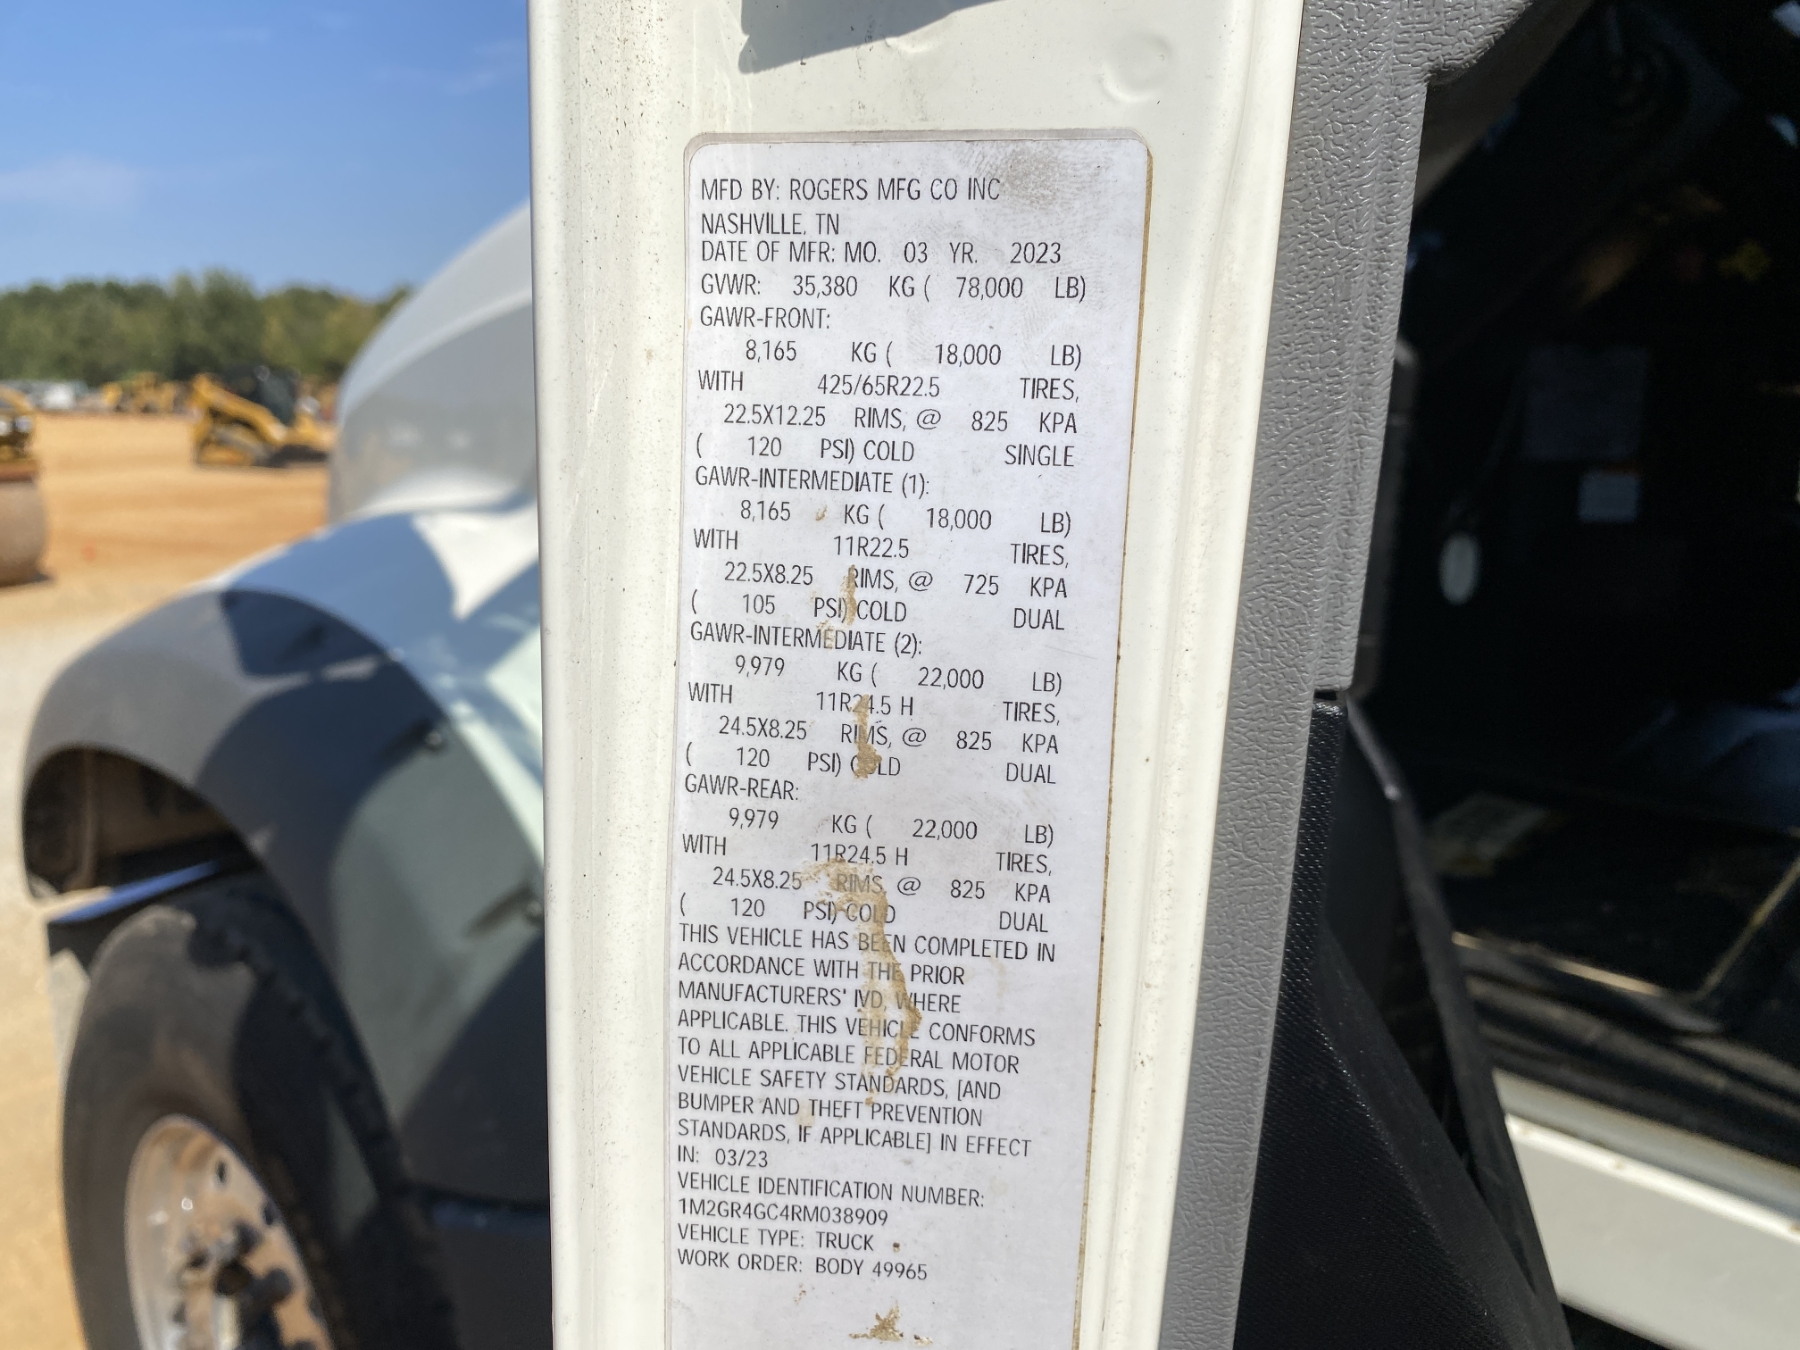 MFD BY: ROGERS MFG CO INC
NASHVILLE, TN
DATE OF MFR: MO. 03 YR. 2023
GVWR: 35,380 KG ( 78,000 LB)
GAWR-FRONT:
8,165 KG ( 18,000 LB)
WITH 425/65R22.5 TIRES,
22.5X12.25 RIMS, @ 825 KPA
( 120 PSI) COLD SINGLE
GAWR-INTERMEDIATE (1):
8,165 KG ( 18,000 LB)
WITH 11R22.5 TIRES,
22.5X8.25 RIMS, @ 725 KPA
( 105 PSI) COLD DUAL
GAWR-INTERMEDIATE (2):
9,979 KG ( 22,000 LB)
WITH 11R24.5 H TIRES,
24.5X8.25 RIMS, @ 825 KPA
( 120 PSI) COLD DUAL
GAWR-REAR:
9,979 KG ( 22,000 LB)
WITH 11R24.5 H TIRES,
24.5X8.25 RIMS, @ 825 KPA
( 120 PSI) COLD DUAL
THIS VEHICLE HAS BEEN COMPLETED IN
ACCORDANCE WITH THE PRIOR
MANUFACTURERS' IVD, WHERE
APPLICABLE. THIS VEHICLE CONFORMS
TO ALL APPLICABLE FEDERAL MOTOR
VEHICLE SAFETY STANDARDS, [AND
BUMPER AND THEFT PREVENTION
STANDARDS, IF APPLICABLE] IN EFFECT
IN: 03/23
VEHICLE IDENTIFICATION NUMBER:
1M2GR4GC4RM038909
VEHICLE TYPE: TRUCK
WORK ORDER: BODY 49965